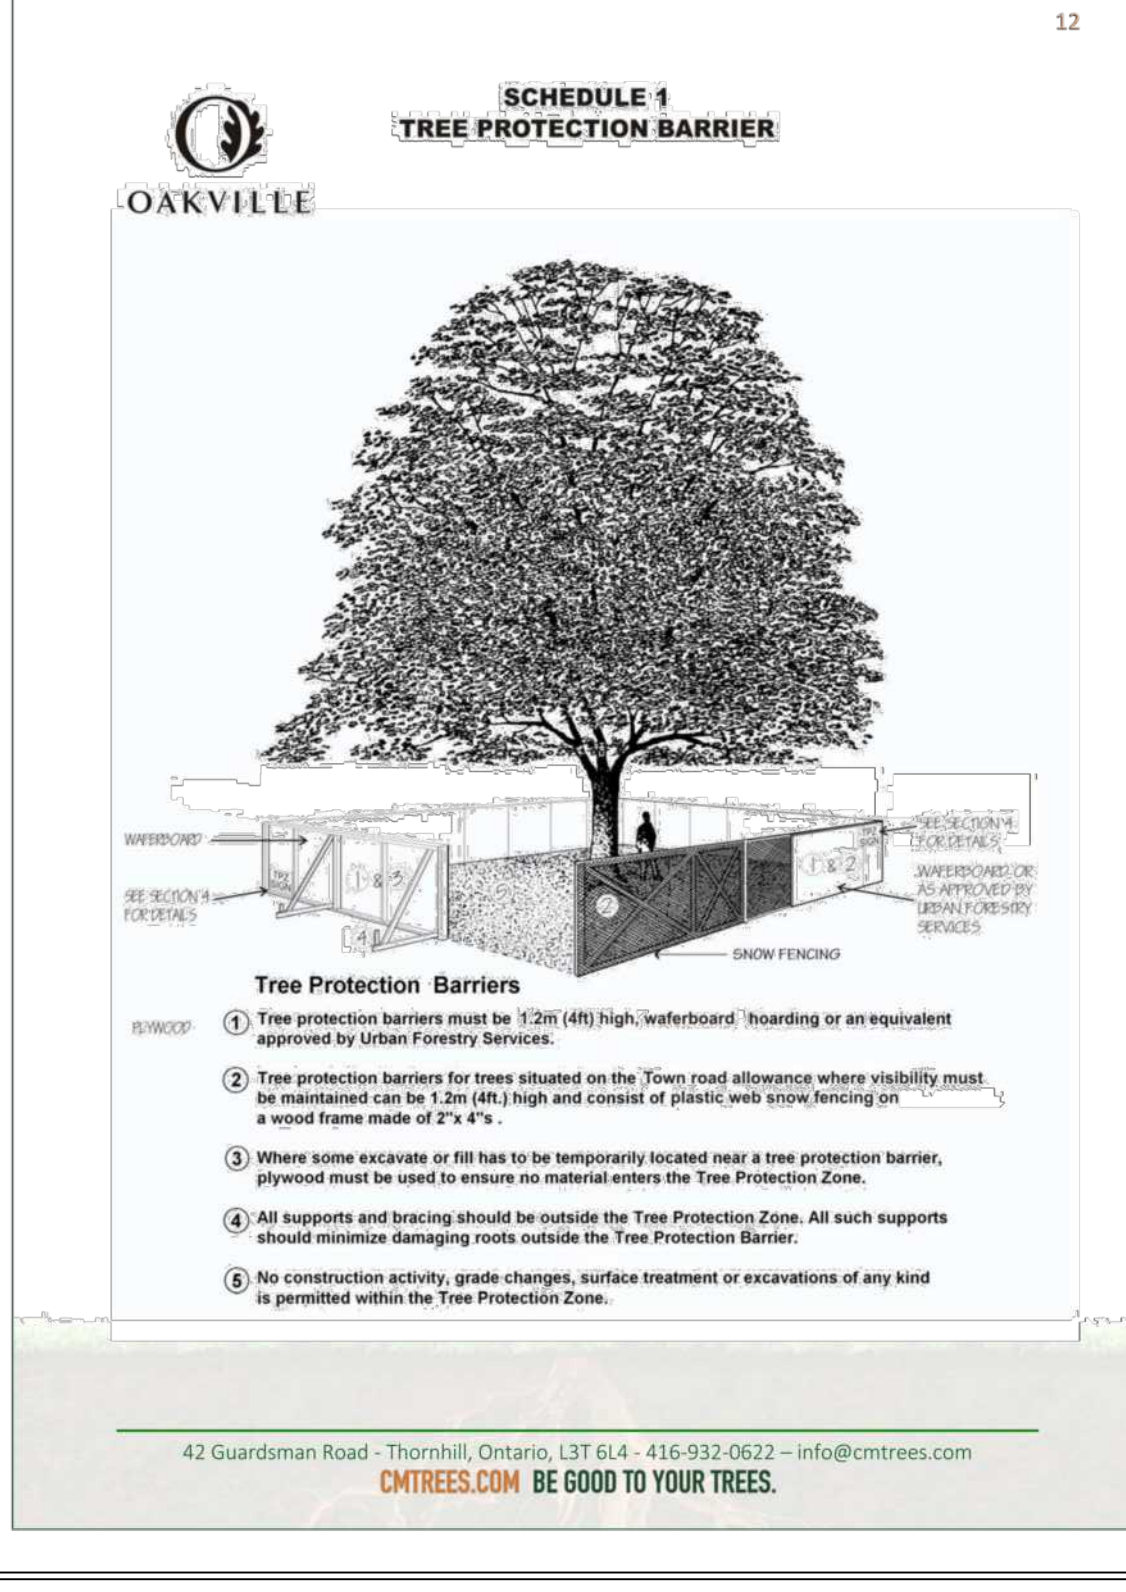 12
SCHEDULE 1
TREE PROTECTION BARRIER
OAKVILLE
WAFERBOARD
SEE SECTION 4
FOR DETAILS
TPZ
SIGN
1 & 3
4
5
2
TPZ
SIGN
1 & 2
SEE SECTION 4
FOR DETAILS
WAFERBOARD OR
AS APPROVED BY
URBAN FORESTRY
SERVICES
SNOW FENCING
Tree Protection Barriers
PLYWOOD
1 Tree protection barriers must be 1.2m (4ft) high, waferboard hoarding or an equivalent
approved by Urban Forestry Services.
2 Tree protection barriers for trees situated on the Town road allowance where visibility must
be maintained can be 1.2m (4ft.) high and consist of plastic web snow fencing on
a wood frame made of 2"x 4"s .
3 Where some excavate or fill has to be temporarily located near a tree protection barrier,
plywood must be used to ensure no material enters the Tree Protection Zone.
4 All supports and bracing should be outside the Tree Protection Zone. All such supports
should minimize damaging roots outside the Tree Protection Barrier.
5 No construction activity, grade changes, surface treatment or excavations of any kind
is permitted within the Tree Protection Zone.
42 Guardsman Road - Thornhill, Ontario, L3T 6L4 - 416-932-0622 – info@cmtrees.com
CMTREES.COM BE GOOD TO YOUR TREES.